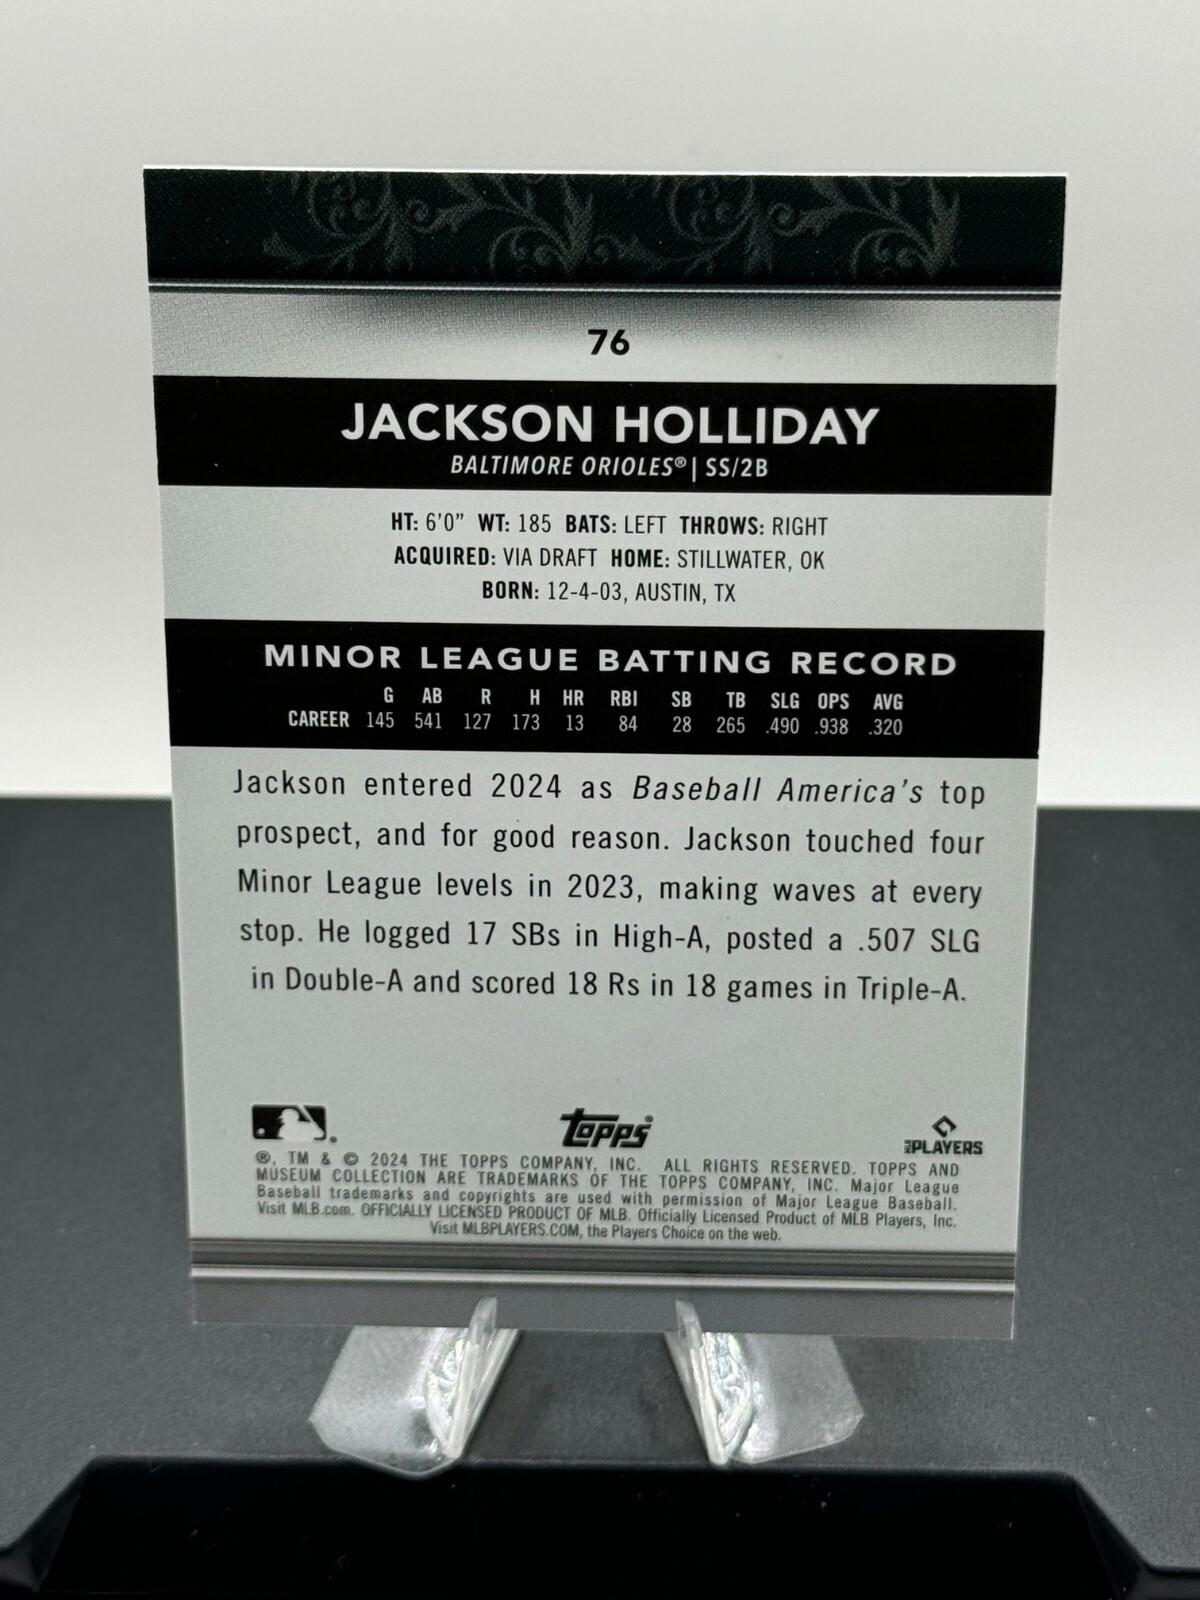 76
JACKSON HOLLIDAY
BALTIMORE ORIOLES® | SS/2B
HT: 6'0" WT: 185 BATS: LEFT THROWS: RIGHT
ACQUIRED: VIA DRAFT HOME: STILLWATER, OK
BORN: 12-4-03, AUSTIN, TX
MINOR LEAGUE BATTING RECORD
G AB R H HR RBI SB TB SLG OPS AVG
CAREER 145 541 127 173 13 84 28 265 .490 .938 .320
Jackson entered 2024 as Baseball America's top
prospect, and for good reason. Jackson touched four
Minor League levels in 2023, making waves at every
stop. He logged 17 SBs in High-A, posted a .507 SLG
in Double-A and scored 18 Rs in 18 games in Triple-A.
topps® MLB PLAYERS
®, TM & © 2024 THE TOPPS COMPANY, INC. ALL RIGHTS RESERVED. TOPPS AND
MUSEUM COLLECTION ARE TRADEMARKS OF THE TOPPS COMPANY, INC. Major League
Baseball trademarks and copyrights are used with permission of Major League Baseball.
Visit MLB.com. OFFICIALLY LICENSED PRODUCT OF MLB. Officially Licensed Product of MLB Players, Inc.
Visit MLBPLAYERS.COM, the Players Choice on the web.